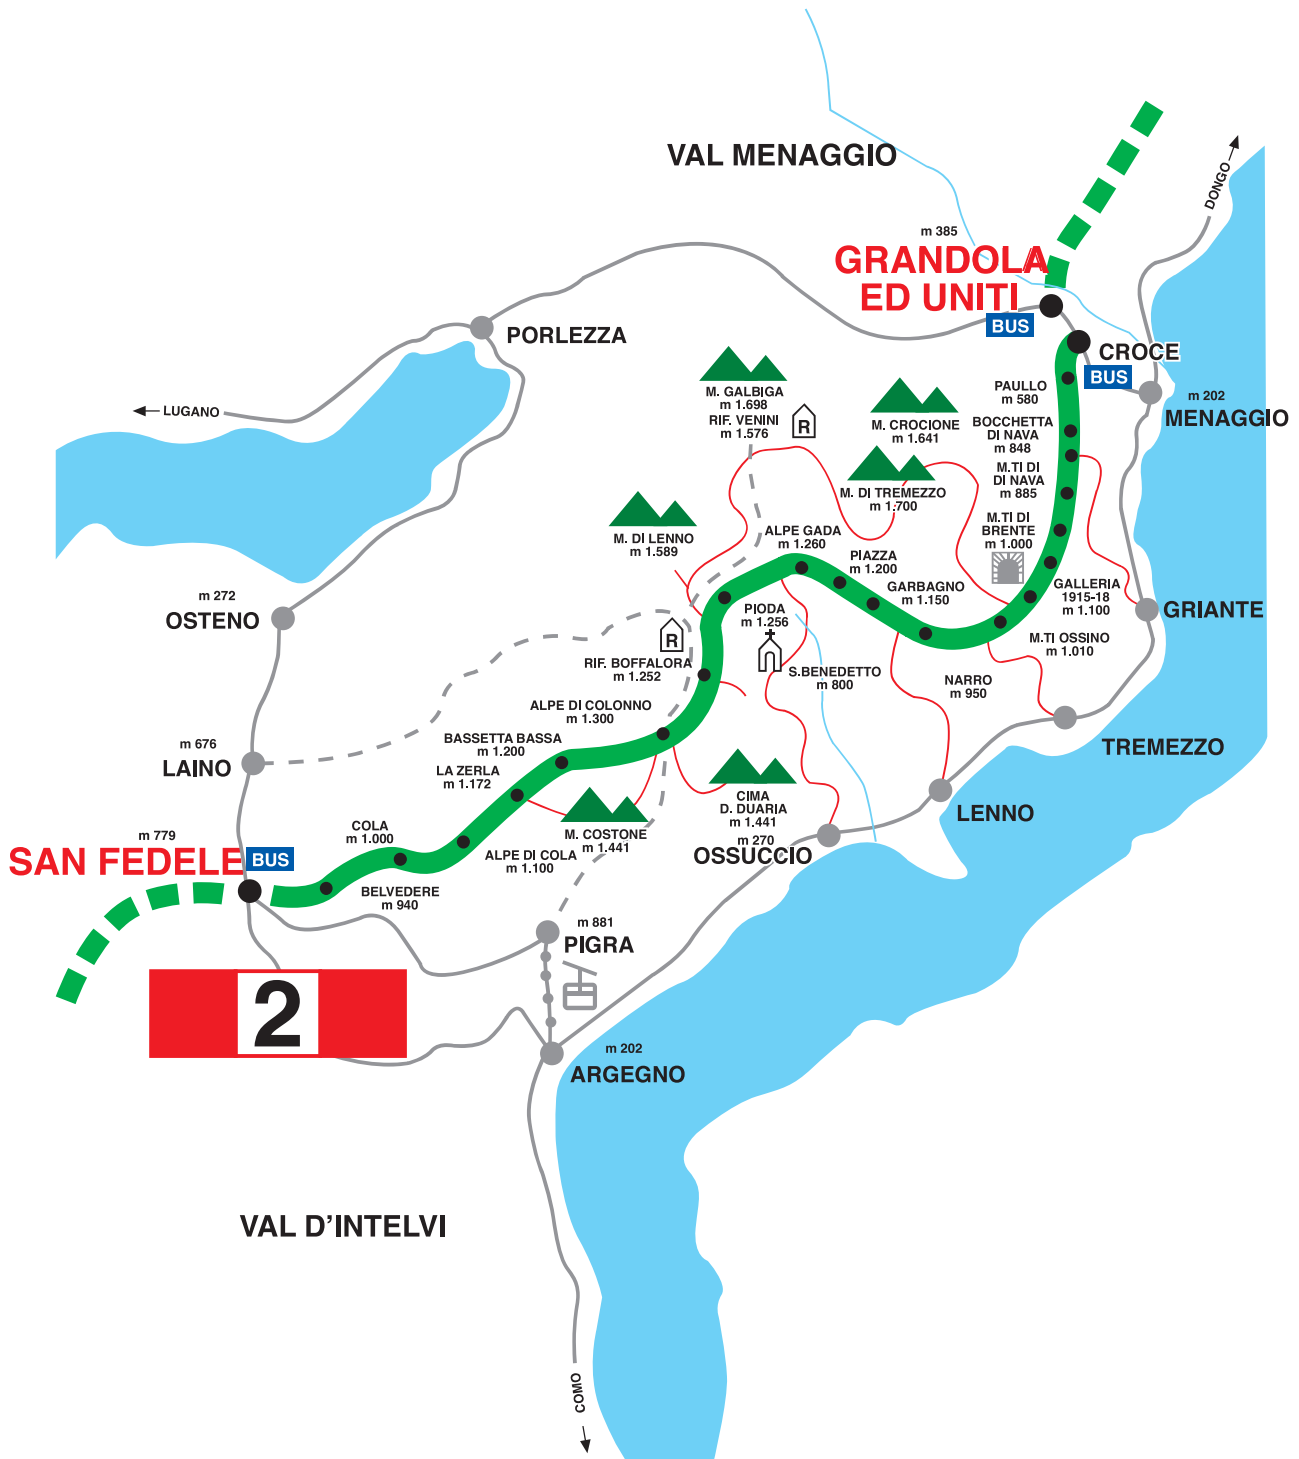 VAL MENAGGIO
DONGO
m 385
GRANDOLA
ED UNITI
BUS
PORLEZZA
CROCE
BUS
LUGANO
m 202
MENAGGIO
PAULLO
m 580
M. GALBIGA
m 1.698
RIF. VENINI
m 1.576
R
M. CROCIONE
m 1.641
BOCCHETTA
DI NAVA
m 848
M.TI DI
DI NAVA
m 885
M. DI TREMEZZO
m 1.700
M. DI LENNO
m 1.589
ALPE GADA
m 1.260
M.TI DI
BRENTE
m 1.000
PIAZZA
m 1.200
GARBAGNO
m 1.150
GALLERIA
1915-18
m 1.100
m 272
OSTENO
GRIANTE
PIODA
m 1.256
R
M.TI OSSINO
m 1.010
RIF. BOFFALORA
m 1.252
S.BENEDETTO
m 800
NARRO
m 950
ALPE DI COLONNO
m 1.300
m 676
LAINO
BASSETTA BASSA
m 1.200
TREMEZZO
LA ZERLA
m 1.172
CIMA
D. DUARIA
m 1.441
LENNO
m 779
SAN FEDELE
BUS
COLA
m 1.000
M. COSTONE
m 1.441
m 270
OSSUCCIO
ALPE DI COLA
m 1.100
BELVEDERE
m 940
m 881
PIGRA
2
m 202
ARGEGNO
VAL D'INTELVI
COMO